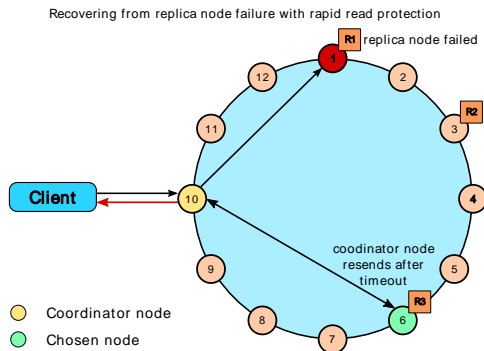 Recovering from replica node failure with rapid read protection
R1
replica node failed
1
12
2
11
3
R2
Client
10
4
coodinator node
resends after
timeout
9
5
R3
Coordinator node
8
6
7
Chosen node